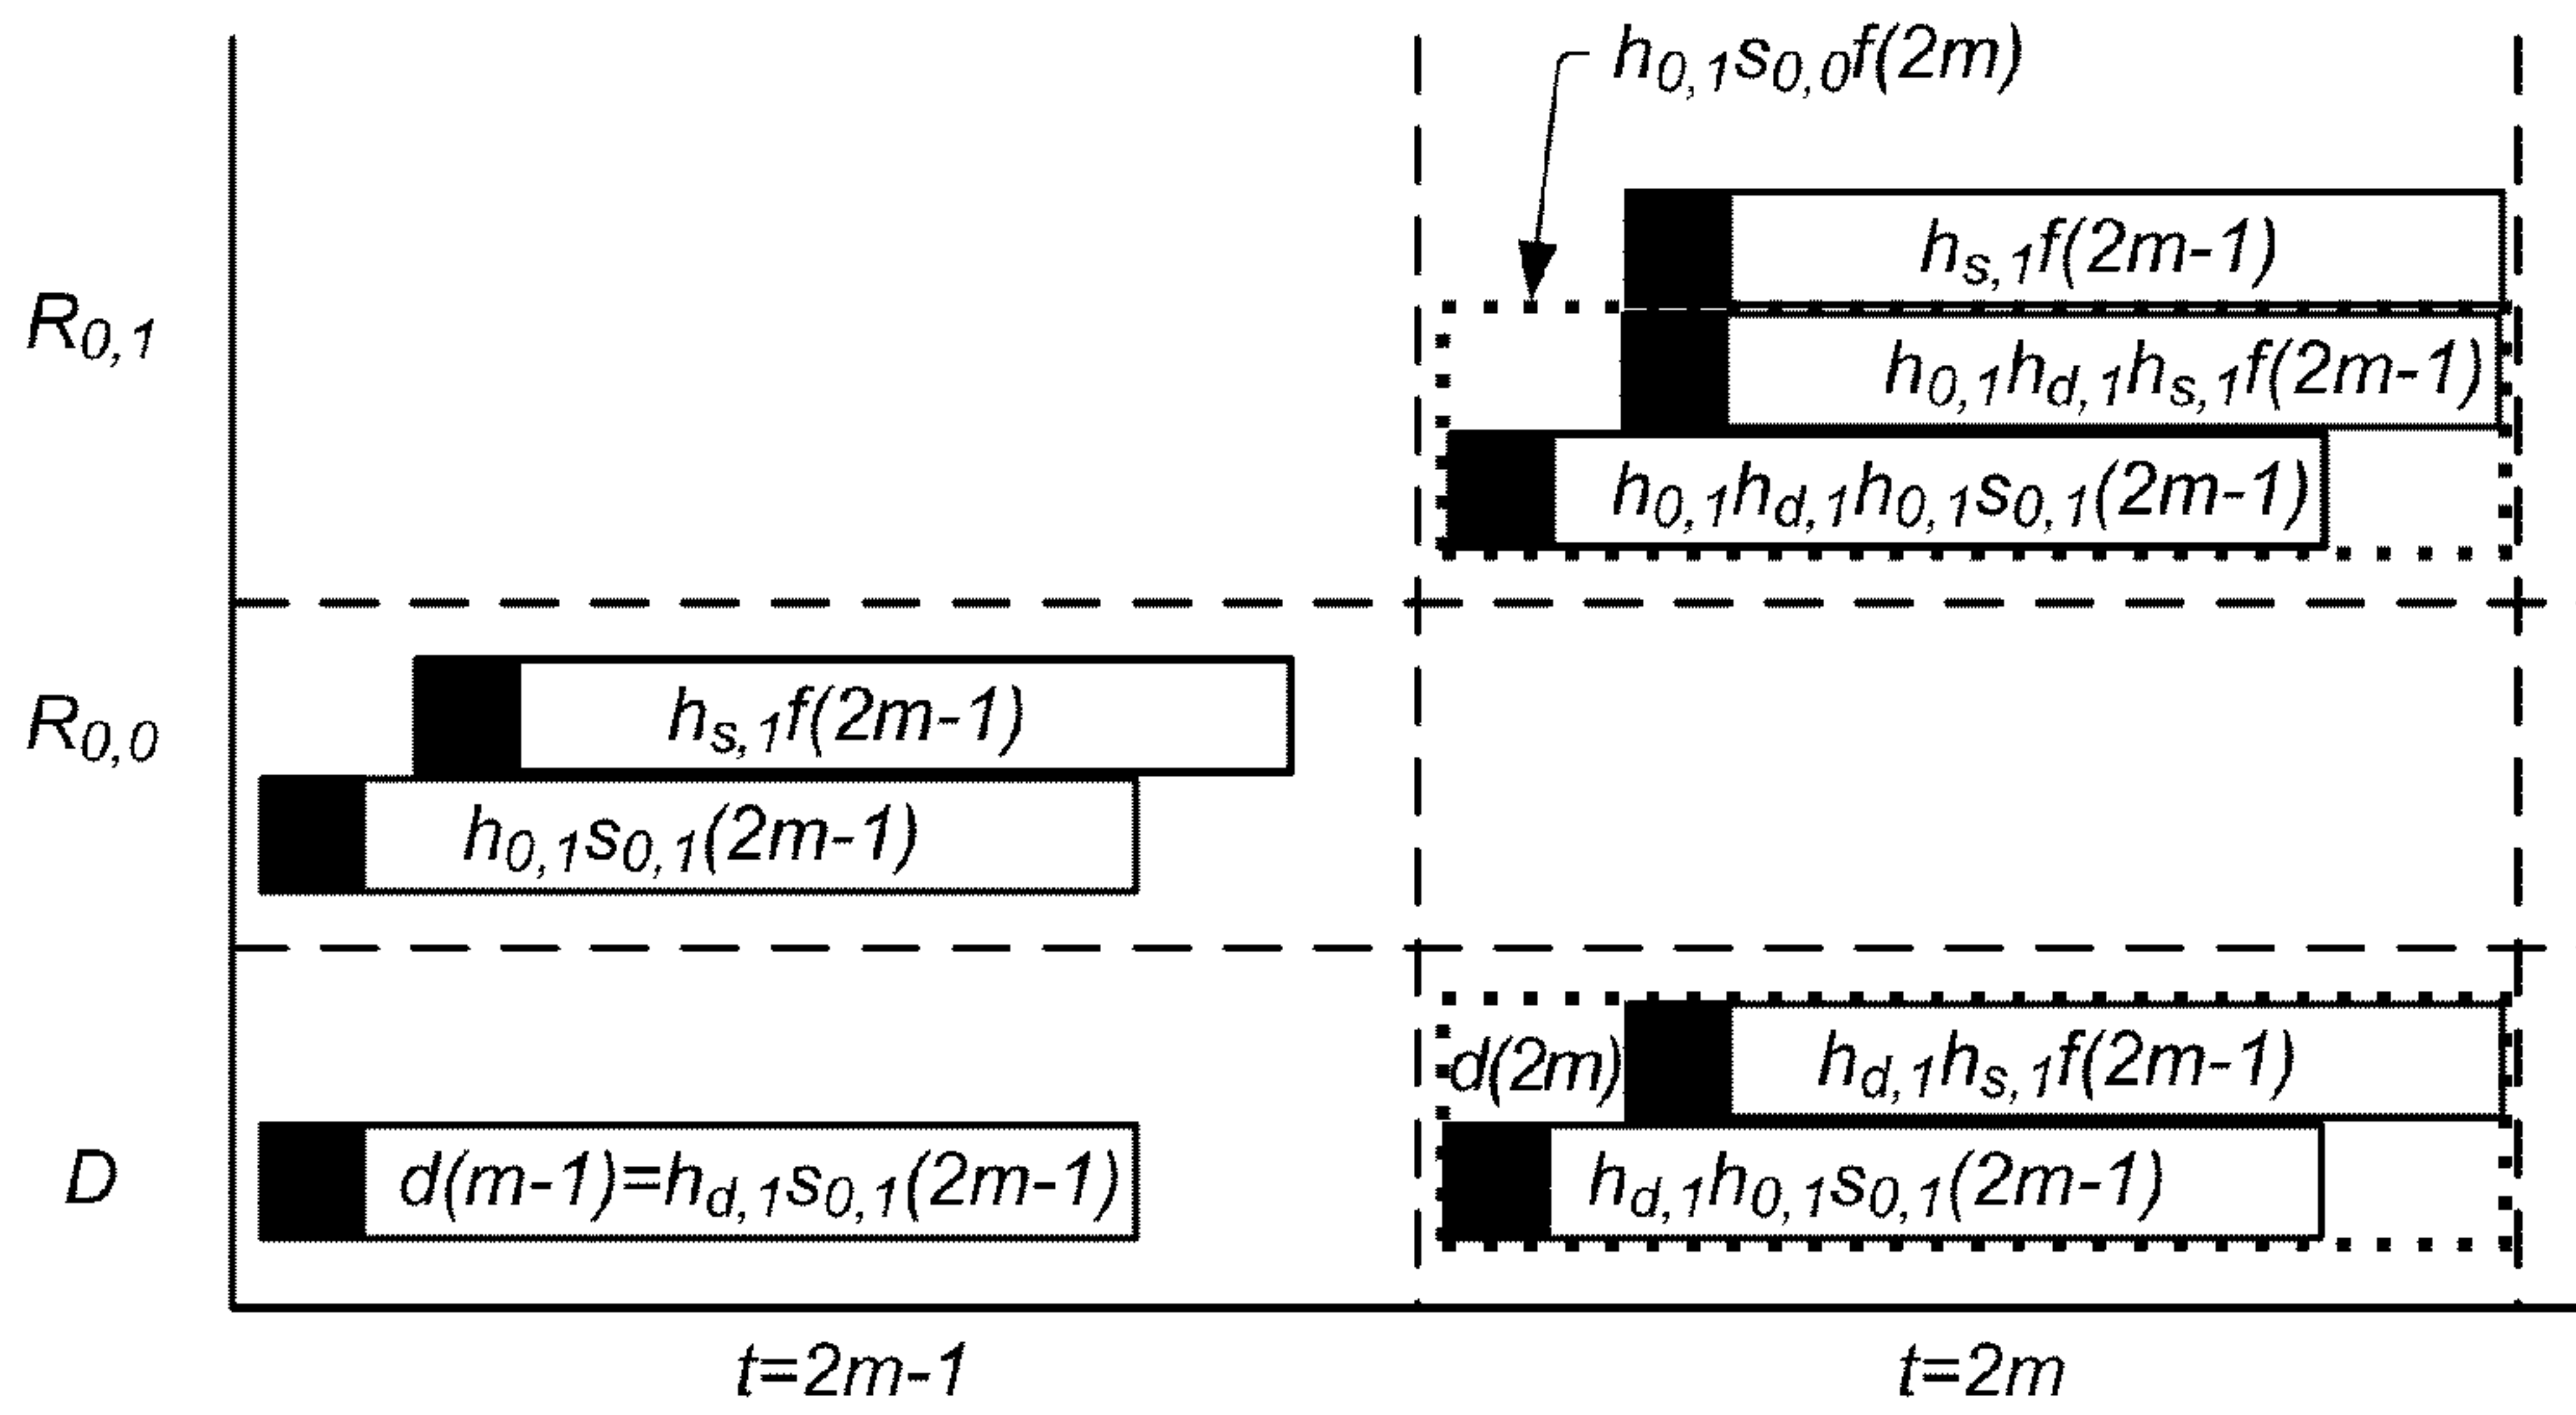 h0,1s0,0f(2m)
R0,1
hs,1f(2m-1)
h0,1hd,1hs,1f(2m-1)
h0,1hd,1h0,1s0,1(2m-1)
R0,0
hs,1f(2m-1)
h0,1s0,1(2m-1)
D
d(m-1)=hd,1s0,1(2m-1)
d(2m)
hd,1hs,1f(2m-1)
hd,1h0,1s0,1(2m-1)
t=2m-1
t=2m